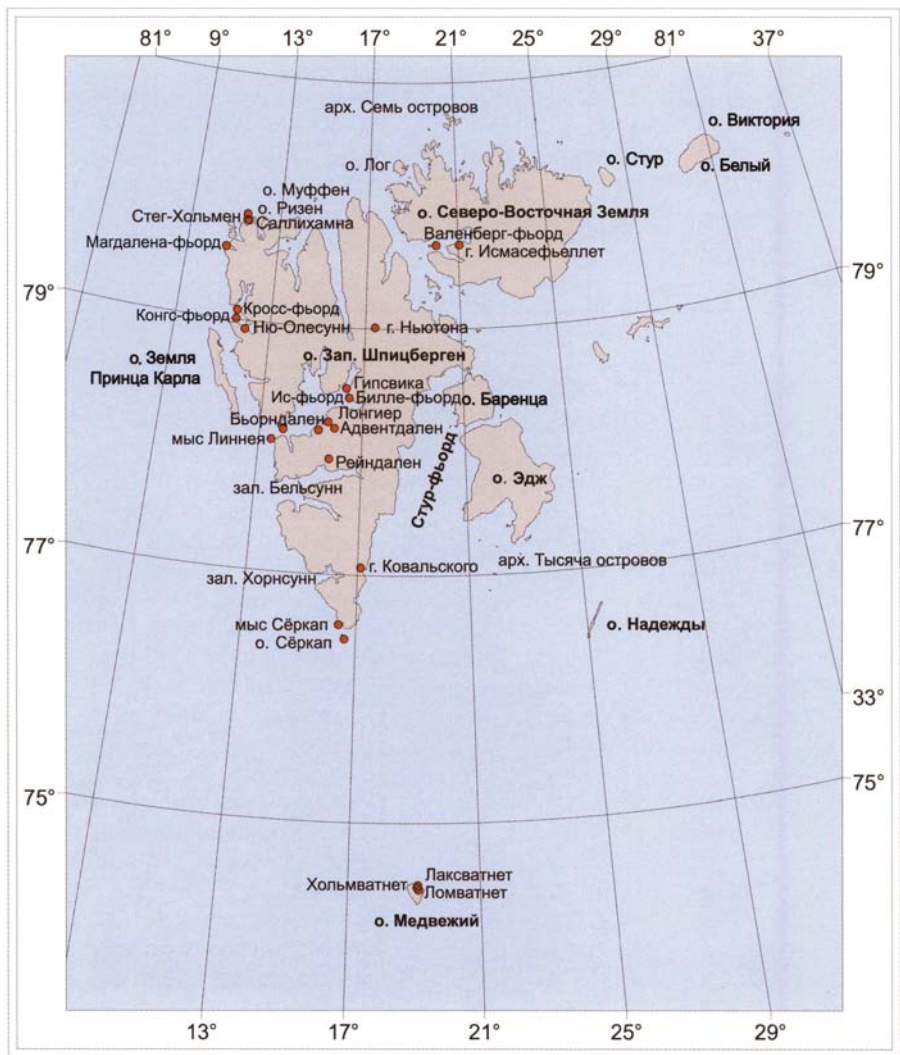 81° 9° 13° 17° 21° 25° 29° 81° 37°
арх. Семь островов
о. Виктория
о. Лог
о. Стур
о. Белый
о. Муффен
о. Ризен
Стег-Хольмен
Саллихамна
о. Северо-Восточная Земля
Магдалена-фьорд
Валенберг-фьорд
г. Исмасефьеллет
79°
79°
Кросс-фьорд
Конгс-фьорд
Ню-Олесунн
г. Ньютона
о. Земля
Принца Карла
о. Зап. Шпицберген
Гипсвика
Ис-фьорд
Билле-фьорд
о. Баренца
Бьорндален
Лонгиер
Адвентдален
мыс Линнея
Рейндален
Стур-фьорд
о. Эдж
зал. Бельсунн
77°
77°
арх. Тысяча островов
г. Ковальского
зал. Хорнсунн
мыс Сёркап
о. Сёркап
о. Надежды
33°
75°
75°
Лаксватнет
Хольмватнет
Ломватнет
о. Медвежий
13° 17° 21° 25° 29°